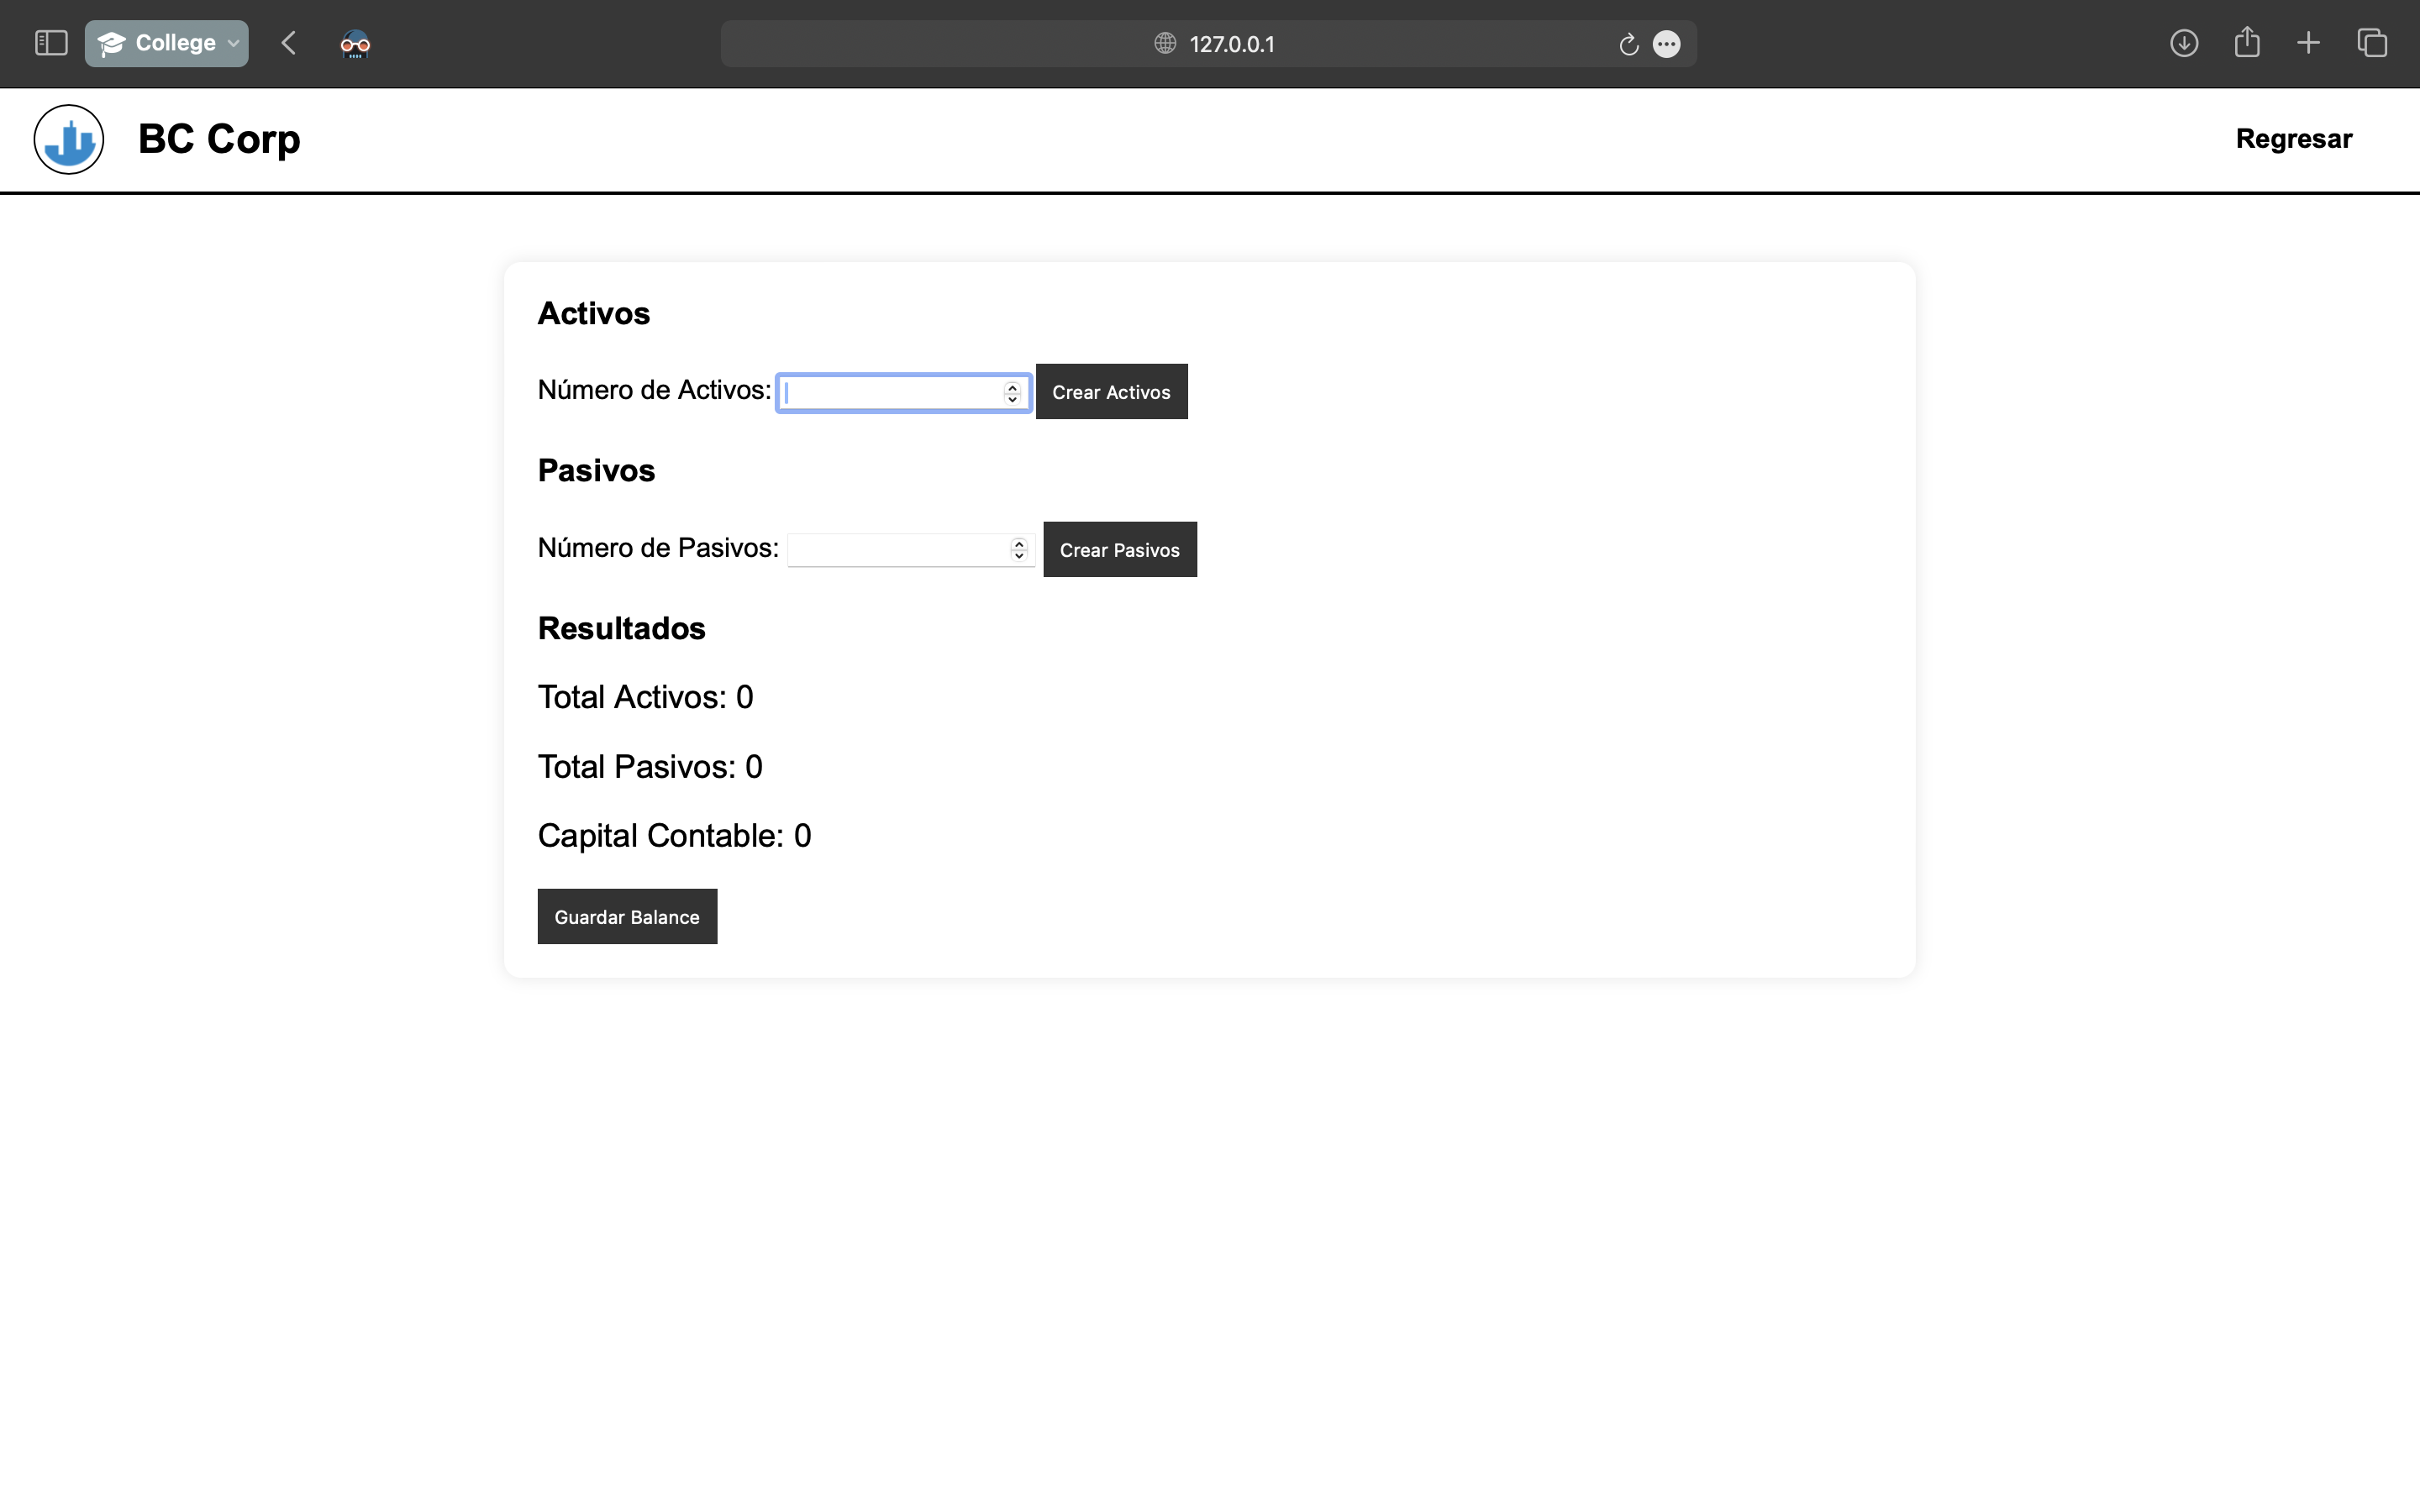 College
127.0.0.1
BC Corp
Regresar
Activos
Número de Activos:
Crear Activos
Pasivos
Número de Pasivos:
Crear Pasivos
Resultados
Total Activos: 0
Total Pasivos: 0
Capital Contable: 0
Guardar Balance